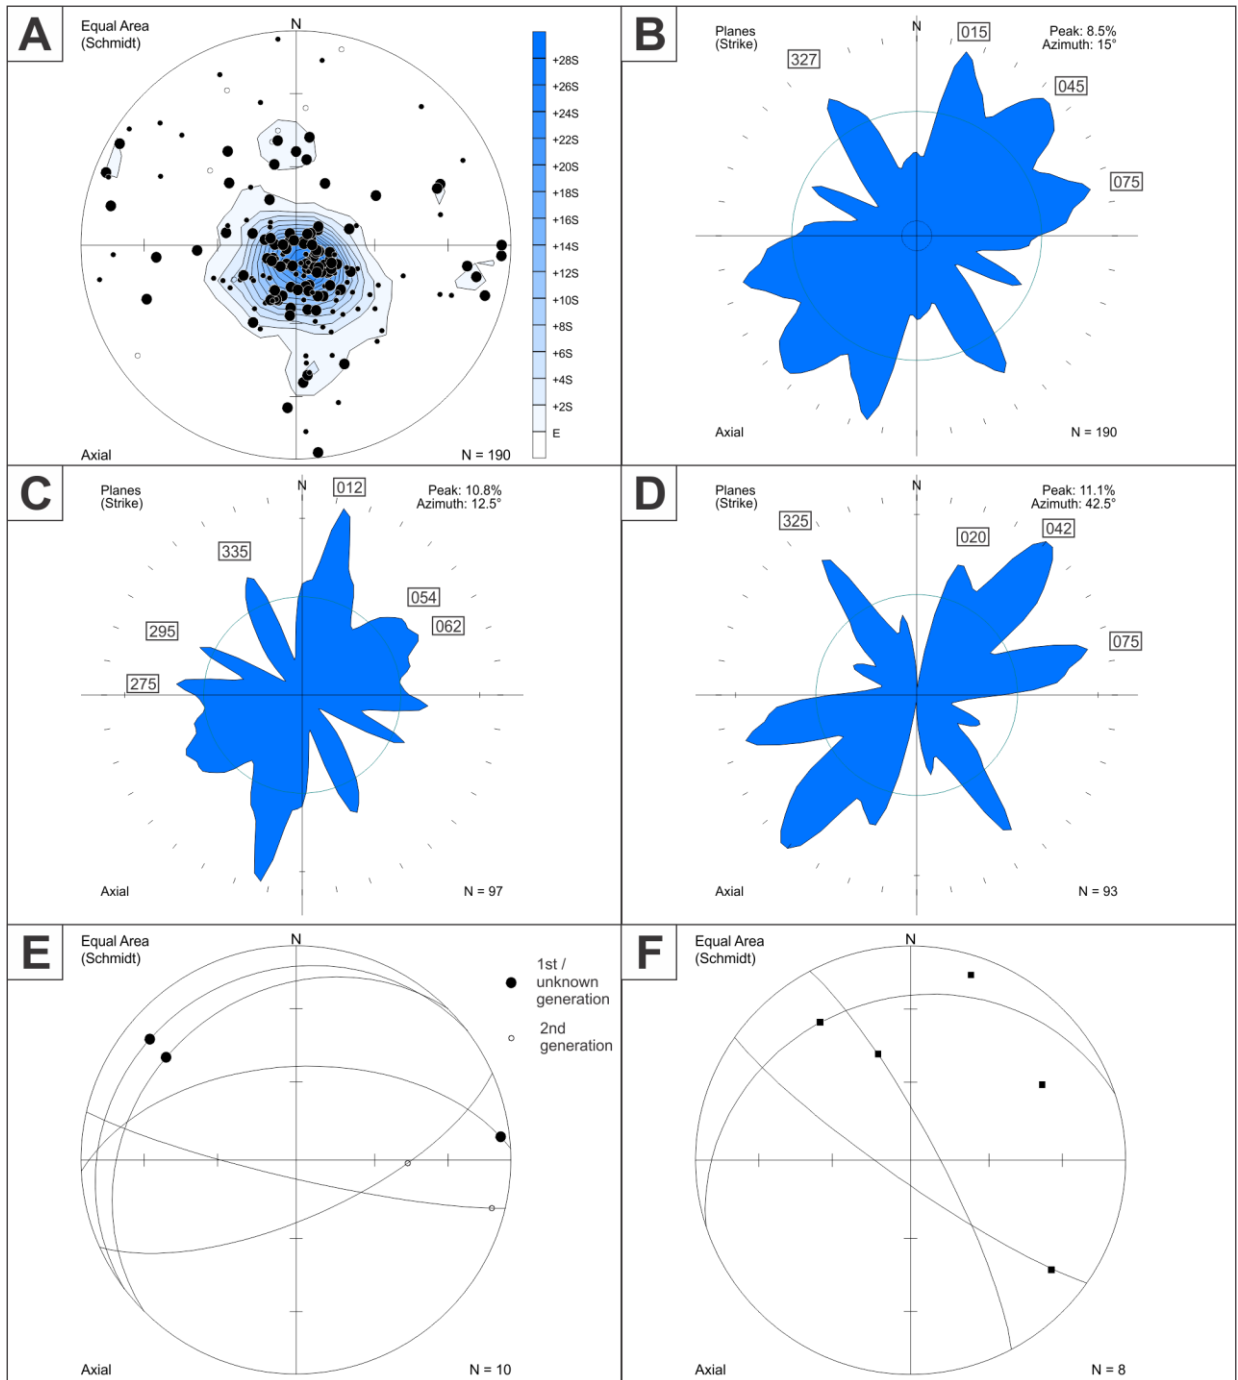 A
Equal Area
(Schmidt)
N
+28S
+26S
+24S
+22S
+20S
+18S
+16S
+14S
+12S
+10S
+8S
+6S
+4S
+2S
E
Axial
N = 190
B
Planes
(Strike)
N
015
Peak: 8.5%
Azimuth: 15°
327
045
075
Axial
N = 190
C
Planes
(Strike)
N
012
Peak: 10.8%
Azimuth: 12.5°
335
054
062
295
275
Axial
N = 97
D
Planes
(Strike)
N
Peak: 11.1%
Azimuth: 42.5°
325
020
042
075
Axial
N = 93
E
Equal Area
(Schmidt)
N
1st /
unknown
generation
2nd
generation
Axial
N = 10
F
Equal Area
(Schmidt)
N
Axial
N = 8